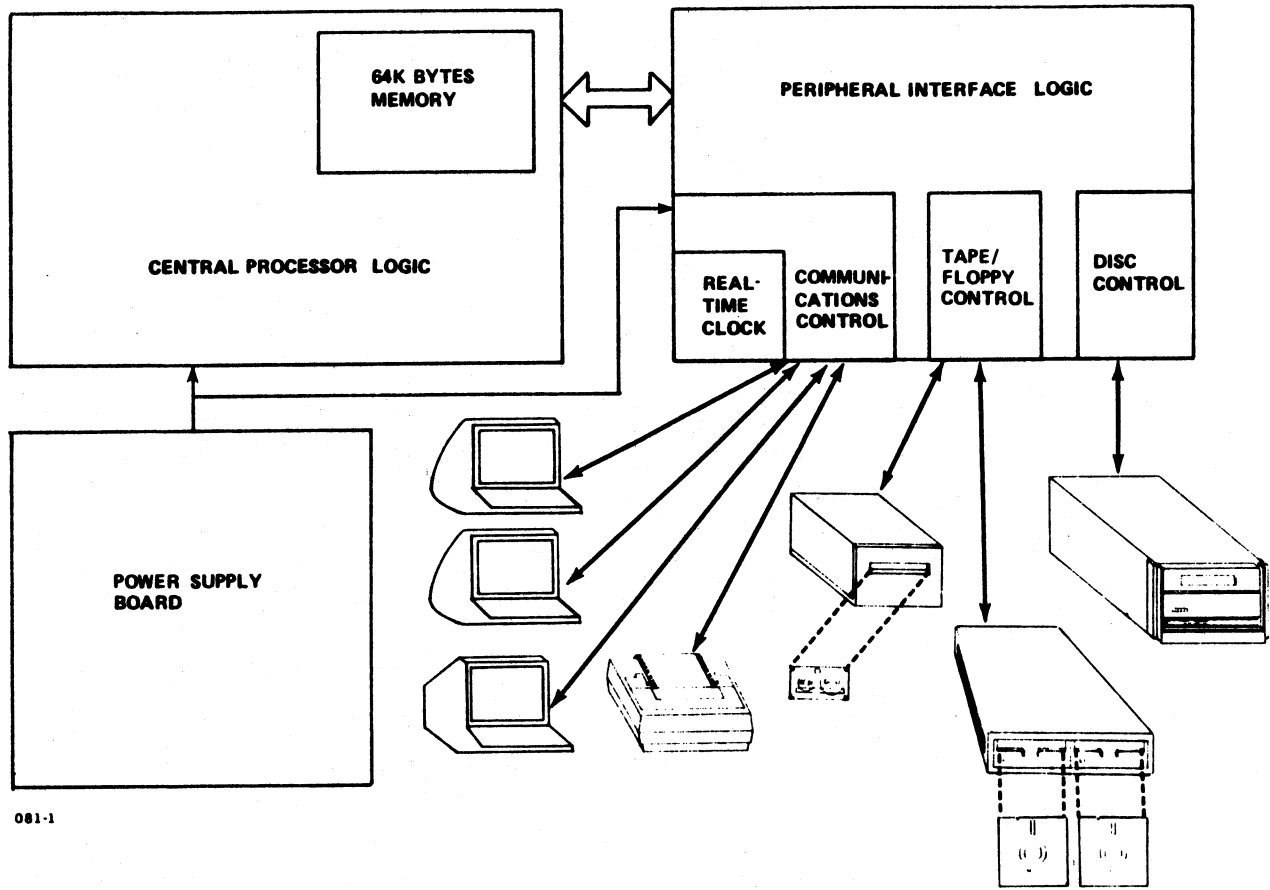 64K BYTES
MEMORY
CENTRAL PROCESSOR LOGIC
PERIPHERAL INTERFACE LOGIC
REAL-
TIME
CLOCK
COMMUNI-
CATIONS
CONTROL
TAPE/
FLOPPY
CONTROL
DISC
CONTROL
POWER SUPPLY
BOARD
081-1